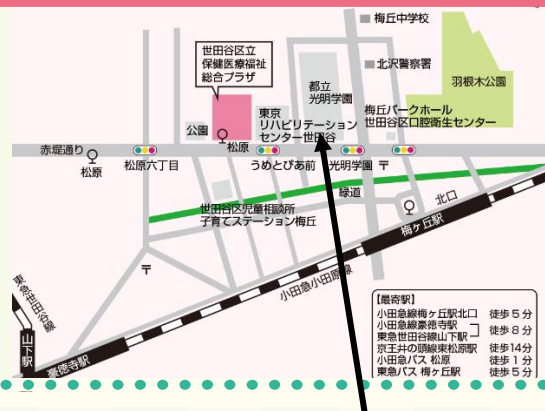 梅丘中学校
世田谷区立
保健医療福祉
総合プラザ
北沢警察署
都立
光明学園
羽根木公園
東京
リハビリテーション
センター世田谷
梅丘パークホール
世田谷区口腔衛生センター
公園
松原
赤堤通り
松原
松原六丁目
うめとぴあ前
光明学園
緑道
北口
世田谷区児童相談所
子育てステーション梅丘
梅ヶ丘駅
小田急小田原線
東急世田谷線
山下駅
豪徳寺駅
【最寄駅】
小田急線梅ヶ丘駅北口 徒歩5分
小田急線豪徳寺駅
東急世田谷線山下駅 徒歩8分
京王井の頭線東松原駅 徒歩14分
小田急バス 松原 徒歩1分
東急バス 梅ヶ丘駅 徒歩5分